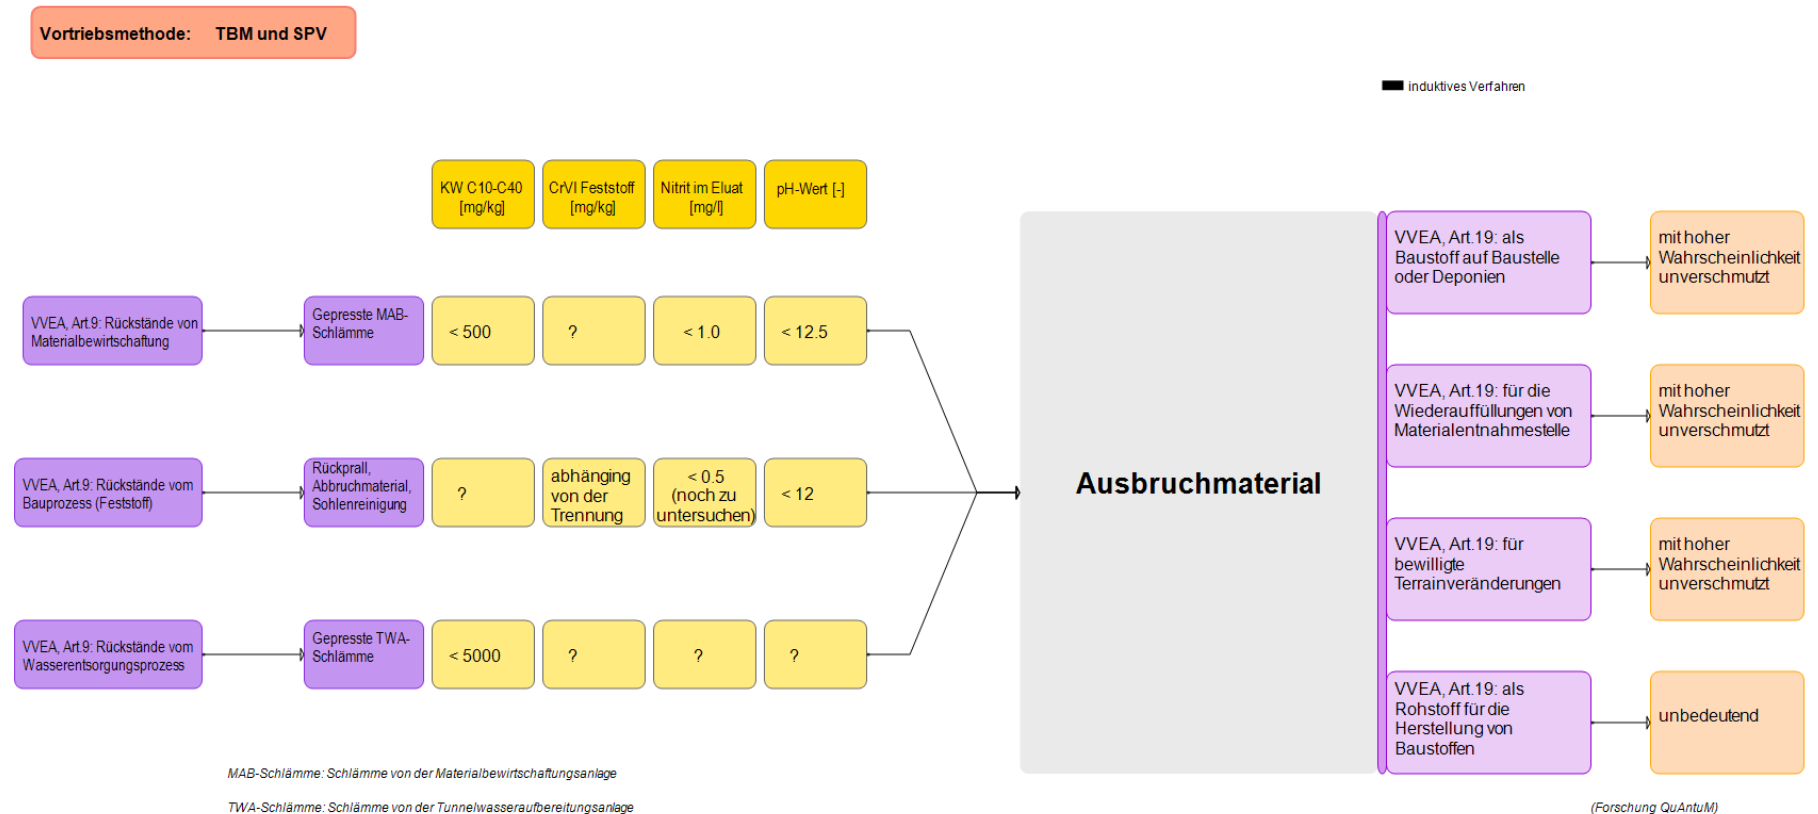 Vortriebsmethode: TBM und SPV
induktives Verfahren
KW C10-C40
[mg/kg]
CrVI Feststoff
[mg/kg]
Nitrit im Eluat
[mg/l]
pH-Wert [-]
VVEA, Art.9: Rückstände von
Materialbewirtschaftung
Gepresste MAB-
Schlämme
< 500
?
< 1.0
< 12.5
VVEA, Art.9: Rückstände vom
Bauprozess (Feststoff)
Rückprall,
Abbruchmaterial,
Sohlenreinigung
?
abhänging
von der
Trennung
< 0.5
(noch zu
untersuchen)
< 12
VVEA, Art.9: Rückstände vom
Wasserentsorgungsprozess
Gepresste TWA-
Schlämme
< 5000
?
?
?
Ausbruchmaterial
VVEA, Art.19: als
Baustoff auf Baustelle
oder Deponien
mit hoher
Wahrscheinlichkeit
unverschmutzt
VVEA, Art.19: für die
Wiederauffüllungen von
Materialentnahmestelle
mit hoher
Wahrscheinlichkeit
unverschmutzt
VVEA, Art.19: für
bewilligte
Terrainveränderungen
mit hoher
Wahrscheinlichkeit
unverschmutzt
VVEA, Art.19: als
Rohstoff für die
Herstellung von
Baustoffen
unbedeutend
MAB-Schlämme: Schlämme von der Materialbewirtschaftungsanlage
TWA-Schlämme: Schlämme von der Tunnelwasseraufbereitungsanlage
(Forschung QuAntuM)